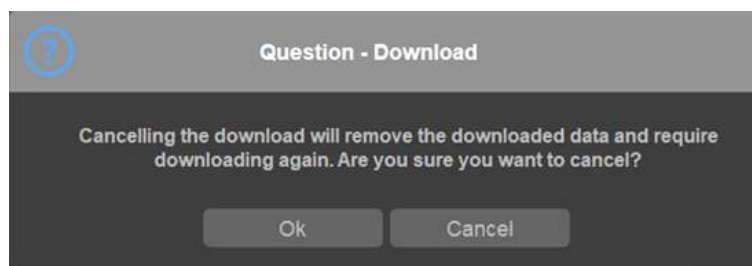 ?
Question - Download
Cancelling the download will remove the downloaded data and require
downloading again. Are you sure you want to cancel?
Ok
Cancel